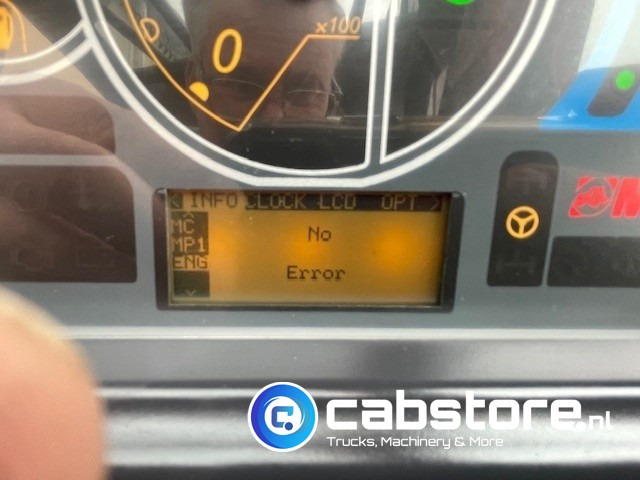 x100
0
< INFO CLOCK LCD OPT >
MC
MP1
No
ENG
Error
cabstore.nl
Trucks, Machinery & More